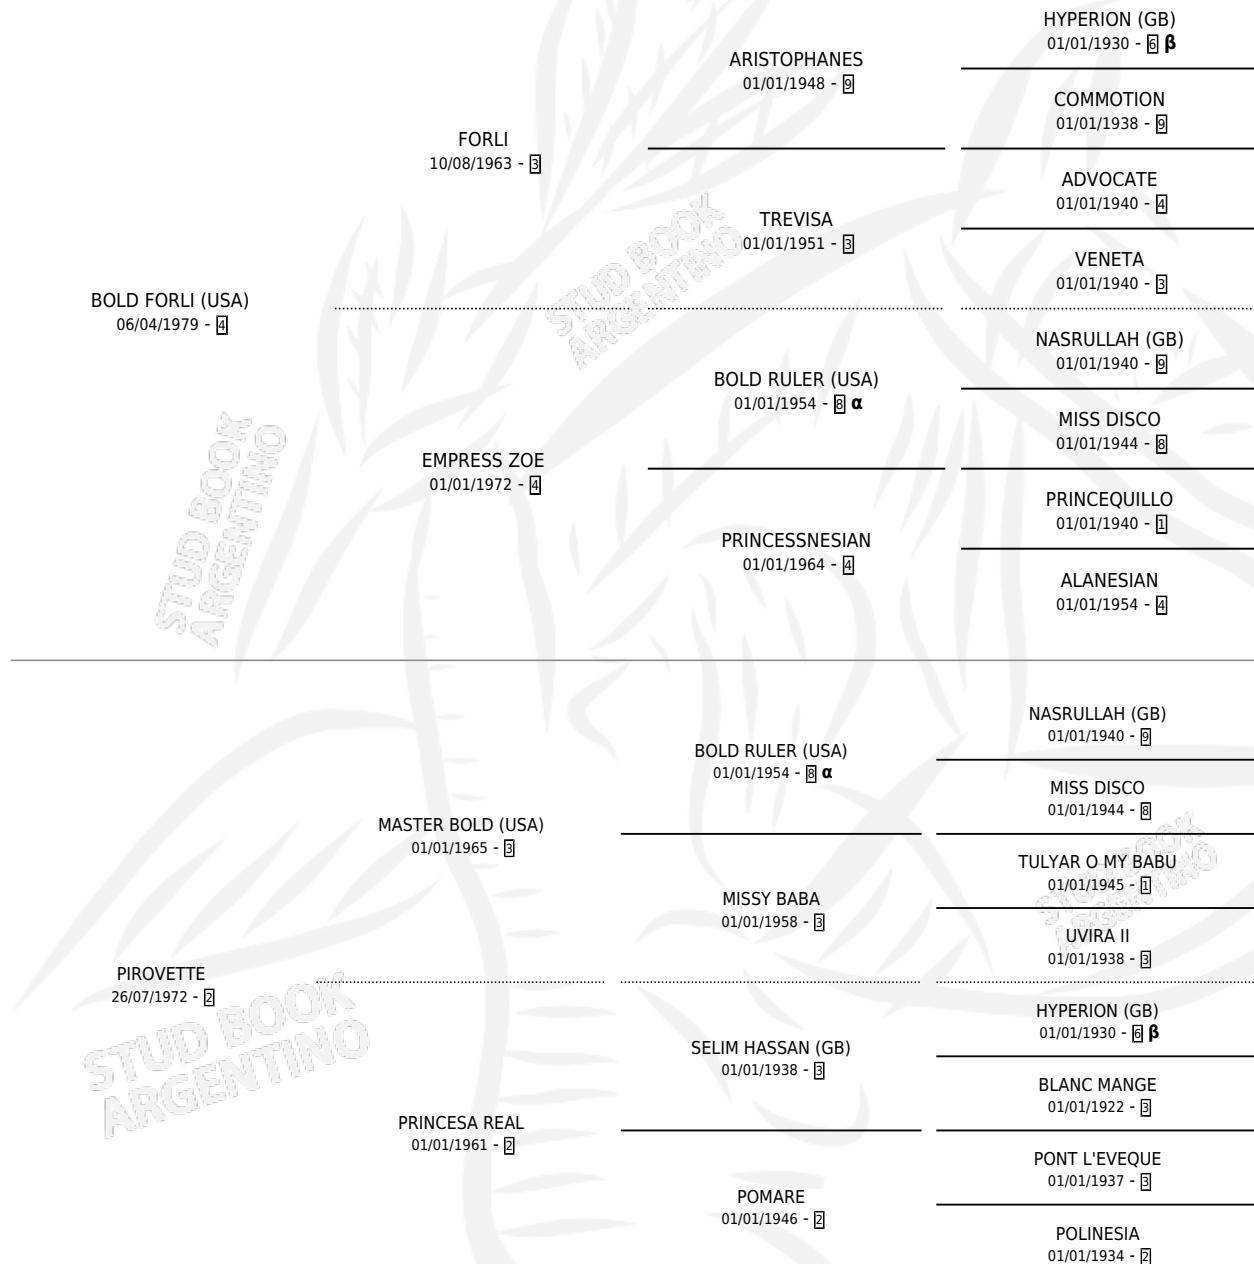 HYPERION (GB)
01/01/1930 - 6 β
ARISTOPHANES
01/01/1948 - 9
COMMOTION
01/01/1938 - 9
FORLI
10/08/1963 - 3
ADVOCATE
01/01/1940 - 4
TREVISA
01/01/1951 - 3
VENETA
01/01/1940 - 3
BOLD FORLI (USA)
06/04/1979 - 4
NASRULLAH (GB)
01/01/1940 - 9
BOLD RULER (USA)
01/01/1954 - 8 α
MISS DISCO
01/01/1944 - 8
EMPRESS ZOE
01/01/1972 - 4
PRINCEQUILLO
01/01/1940 - 1
PRINCESSNESIAN
01/01/1964 - 4
ALANESIAN
01/01/1954 - 4
NASRULLAH (GB)
01/01/1940 - 9
BOLD RULER (USA)
01/01/1954 - 8 α
MISS DISCO
01/01/1944 - 8
MASTER BOLD (USA)
01/01/1965 - 3
TULYAR O MY BABU
01/01/1945 - 1
MISSY BABA
01/01/1958 - 3
UVIRA II
01/01/1938 - 3
PIROVETTE
26/07/1972 - 2
HYPERION (GB)
01/01/1930 - 6 β
SELIM HASSAN (GB)
01/01/1938 - 3
BLANC MANGE
01/01/1922 - 3
PRINCESA REAL
01/01/1961 - 2
PONT L'EVEQUE
01/01/1937 - 3
POMARE
01/01/1946 - 2
POLINESIA
01/01/1934 - 2
STUD BOOK
ARGENTINO
STUD BOOK
ARGENTINO
STUD BOOK
ARGENTINO
STUD BOOK
ARGENTINO